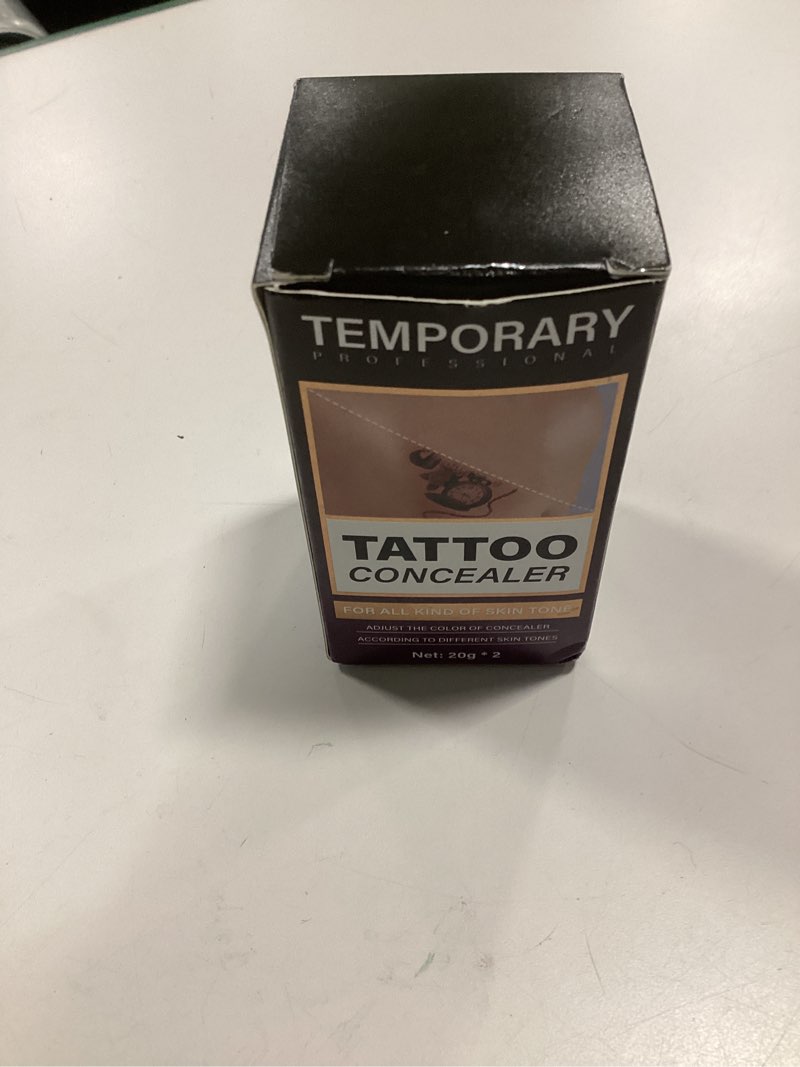 TEMPORARY
PROFESSIONAL
TATTOO
CONCEALER
FOR ALL KIND OF SKIN TONE
ADJUST THE COLOR OF CONCEALER
ACCORDING TO DIFFERENT SKIN TONES
Net: 20g * 2